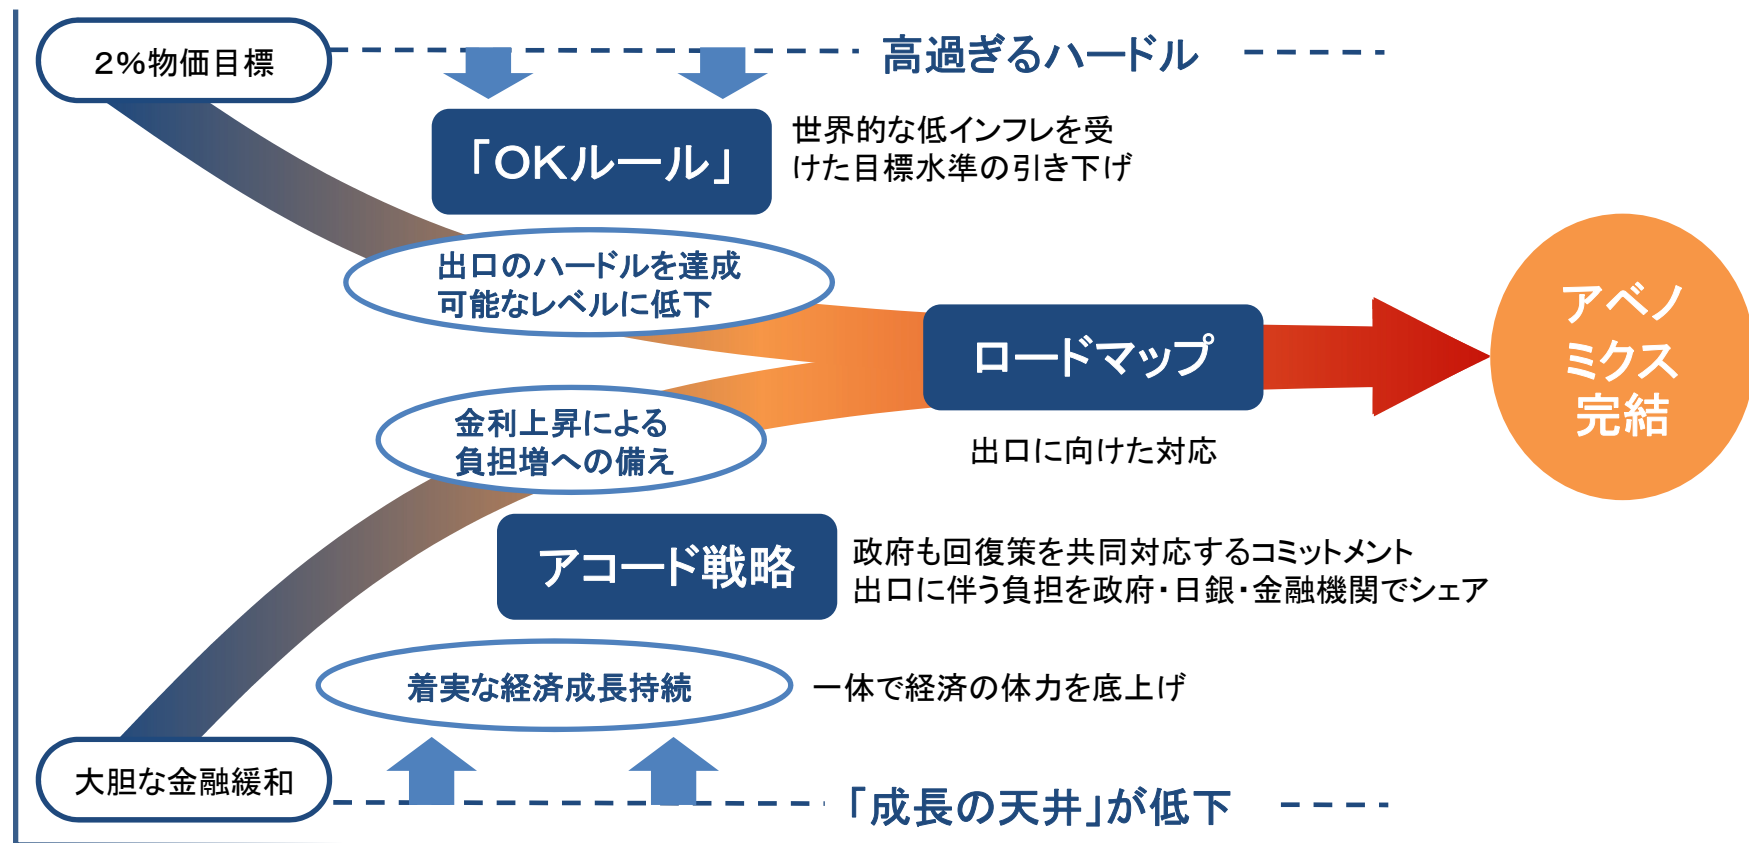 2%物価目標
高過ぎるハードル
「OKルール」
世界的な低インフレを受
けた目標水準の引き下げ
出口のハードルを達成
可能なレベルに低下
ロードマップ
アベノ
ミクス
完結
金利上昇による
負担増への備え
出口に向けた対応
アコード戦略
政府も回復策を共同対応するコミットメント
出口に伴う負担を政府・日銀・金融機関でシェア
着実な経済成長持続
一体で経済の体力を底上げ
大胆な金融緩和
「成長の天井」が低下